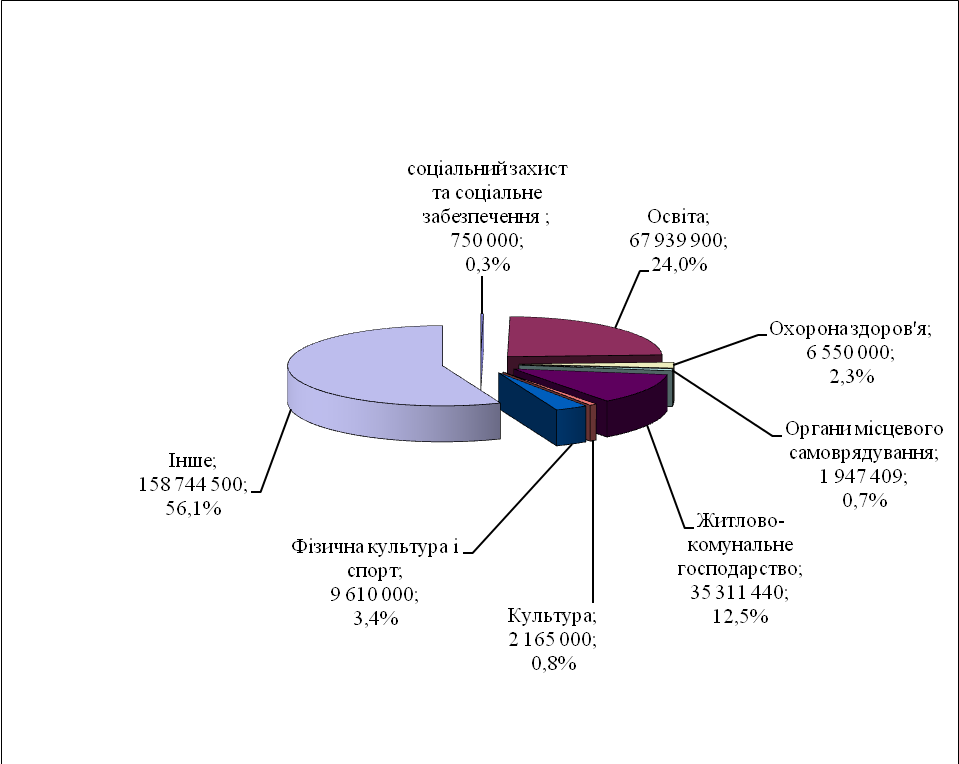 соціальний захист
та соціальне
забезпечення ;
750 000;
0,3%
Освіта;
67 939 900;
24,0%
Охорона здоров'я;
6 550 000;
2,3%
Органи місцевого
самоврядування;
1 947 409;
0,7%
Житлово-
комунальне
господарство;
35 311 440;
12,5%
Культура;
2 165 000;
0,8%
Фізична культура і
спорт;
9 610 000;
3,4%
Інше;
158 744 500;
56,1%